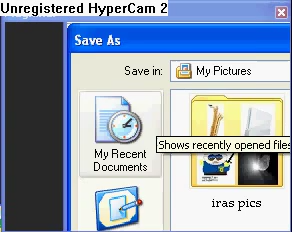 Unregistered HyperCam 2
Save As
Save in:
My Pictures
My Recent
Documents
Shows recently opened files
iras pics